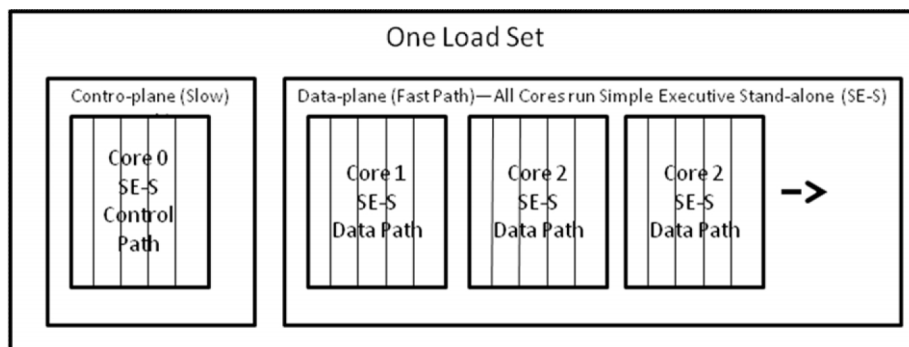 One Load Set
Contro-plane (Slow)
Data-plane (Fast Path)—All Cores run Simple Executive Stand-alone (SE-S)
Core 0
SE-S
Control
Path
Core 1
SE-S
Data Path
Core 2
SE-S
Data Path
Core 2
SE-S
Data Path